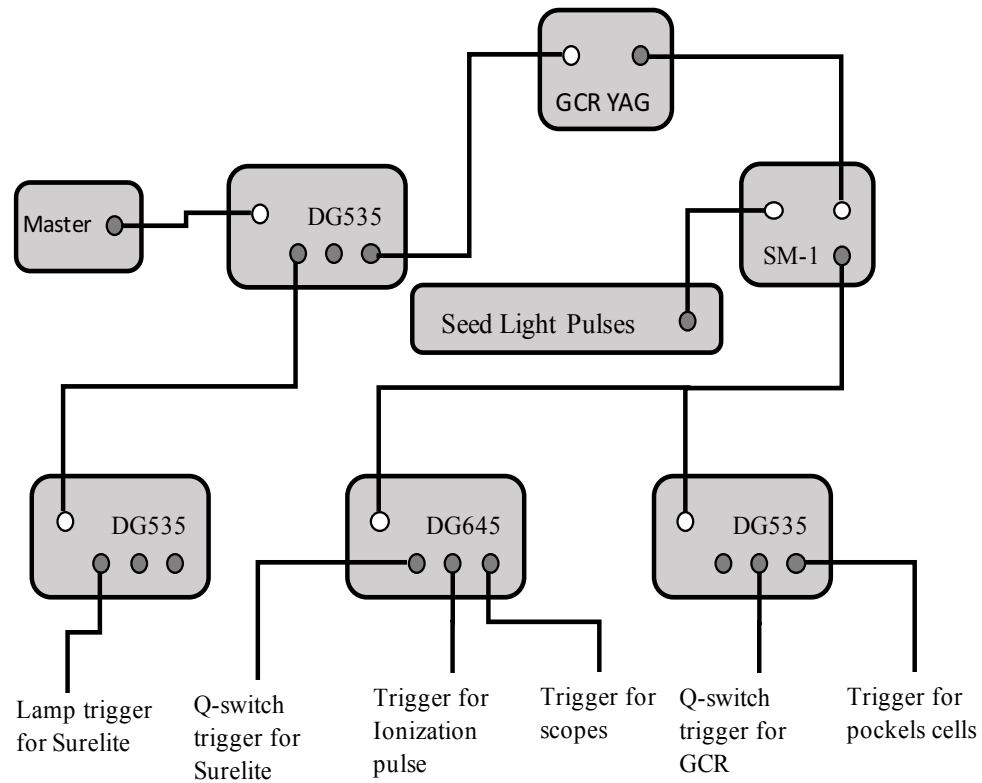 GCR YAG
Master
DG535
SM-1
Seed Light Pulses
DG535
DG645
DG535
Lamp trigger
for Surelite
Q-switch
trigger for
Surelite
Trigger for
Ionization
pulse
Trigger for
scopes
Q-switch
trigger for
GCR
Trigger for
pockels cells